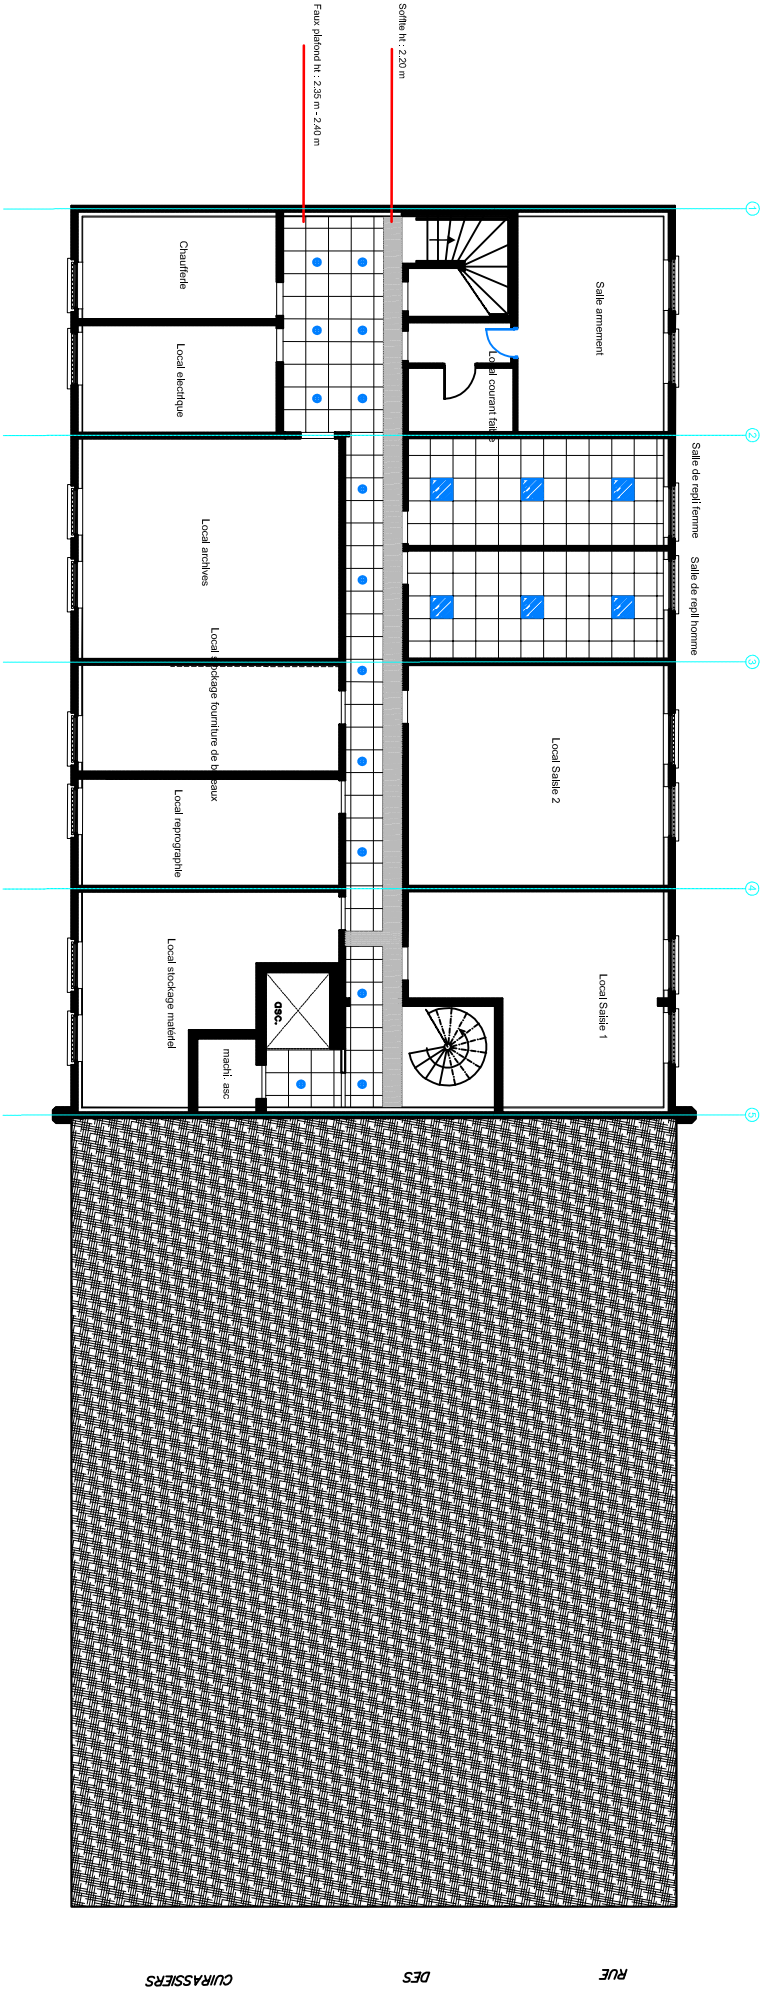 Soffite ht : 2.20 m
Faux plafond ht : 2.35 m - 2.40 m
1
Chaufferie
Salle armement
Local electrique
Local courant faible
2
Salle de repli femme
Local archives
Salle de repli homme
3
Local stockage fourniture de bureaux
Local Saisie 2
Local reprographie
4
Local stockage matériel
asc.
Local Saisie 1
machi. asc
5
RUE DES CUIRASSIERS